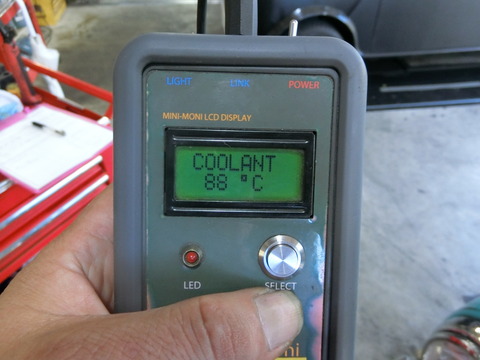 LIGHT LINK POWER
MINI-MONI LCD DISPLAY
COOLANT
88 °C
LED SELECT